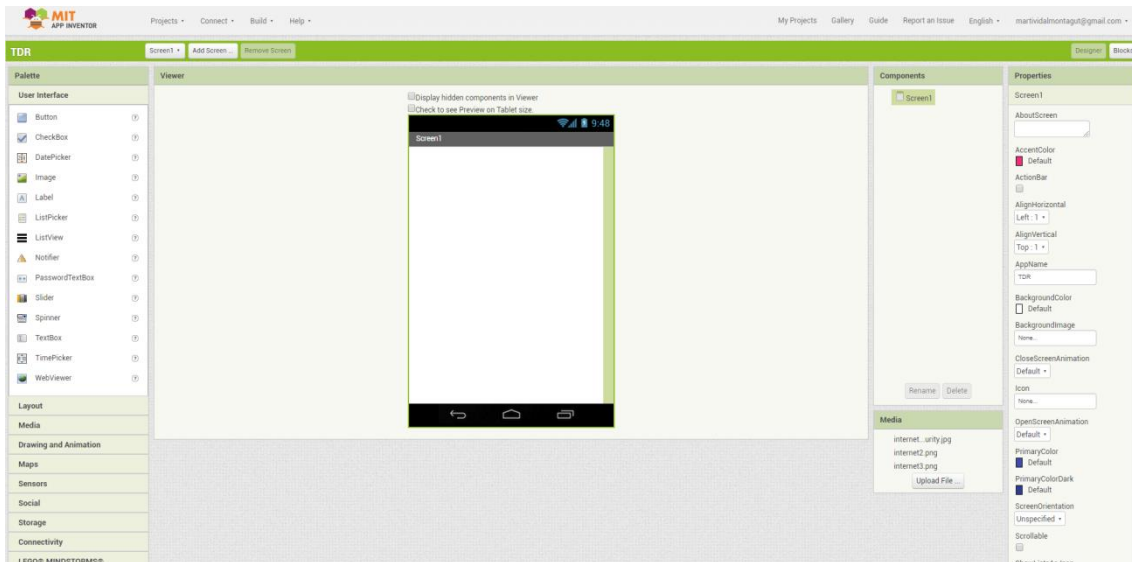 MIT
APP INVENTOR
Projects Connect Build Help
My Projects Gallery Guide Report an Issue English martividalmontagut@gmail.com
TDR
Screen1 Add Screen ... Remove Screen
Designer Blocks
Palette
User Interface
Button
CheckBox
DatePicker
Image
Label
ListPicker
ListView
Notifier
PasswordTextBox
Slider
Spinner
TextBox
TimePicker
WebViewer
Layout
Media
Drawing and Animation
Maps
Sensors
Social
Storage
Connectivity
LEGO® MINDSTORMS®
Viewer
Display hidden components in Viewer
Check to see Preview on Tablet size.
9:48
Screen1
Components
Screen1
Rename Delete
Media
internet...urity.jpg
internet2.png
internet3.png
Upload File ...
Properties
Screen1
AboutScreen
AccentColor
Default
ActionBar
AlignHorizontal
Left : 1
AlignVertical
Top : 1
AppName
TDR
BackgroundColor
Default
BackgroundImage
None...
CloseScreenAnimation
Default
Icon
None...
OpenScreenAnimation
Default
PrimaryColor
Default
PrimaryColorDark
Default
ScreenOrientation
Unspecified
Scrollable